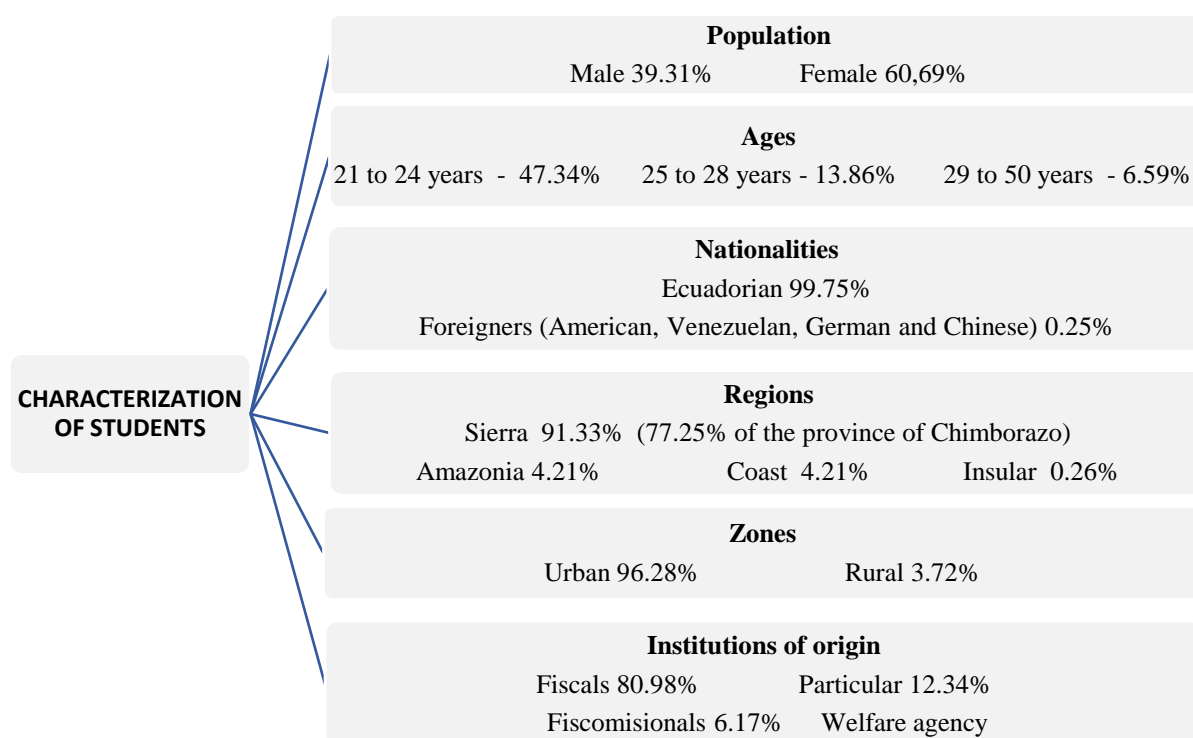 Population
Male 39.31% Female 60,69%
Ages
21 to 24 years - 47.34% 25 to 28 years - 13.86% 29 to 50 years - 6.59%
Nationalities
Ecuadorian 99.75%
Foreigners (American, Venezuelan, German and Chinese) 0.25%
CHARACTERIZATION
OF STUDENTS
Regions
Sierra 91.33% (77.25% of the province of Chimborazo)
Amazonia 4.21% Coast 4.21% Insular 0.26%
Zones
Urban 96.28% Rural 3.72%
Institutions of origin
Fiscals 80.98% Particular 12.34%
Fiscomisionals 6.17% Welfare agency